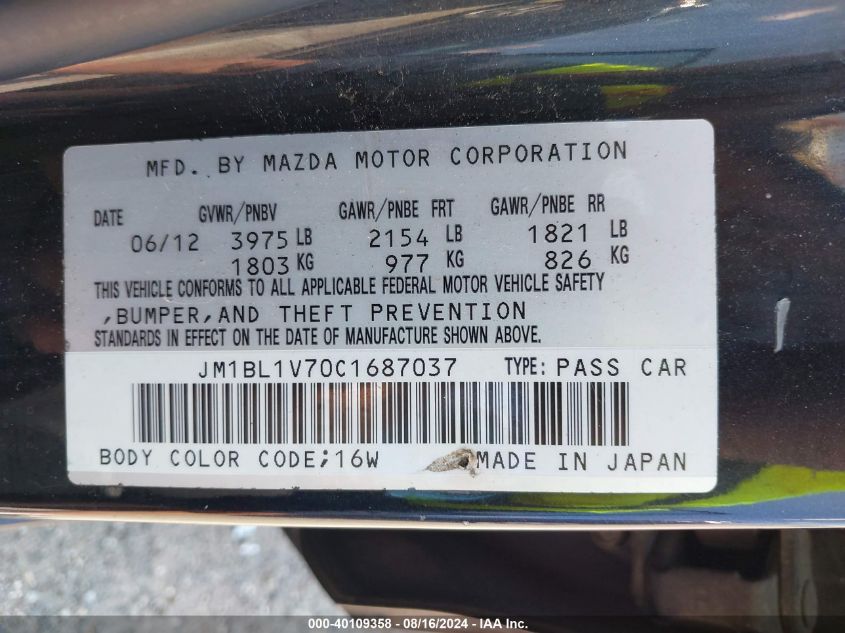 MFD. BY MAZDA MOTOR CORPORATION
DATE GVWR/PNBV GAWR/PNBE FRT GAWR/PNBE RR
06/12 3975 LB 2154 LB 1821 LB
1803 KG 977 KG 826 KG
THIS VEHICLE CONFORMS TO ALL APPLICABLE FEDERAL MOTOR VEHICLE SAFETY
,BUMPER,AND THEFT PREVENTION
STANDARDS IN EFFECT ON THE DATE OF MANUFACTURE SHOWN ABOVE.
JM1BL1V70C1687037 TYPE: PASS CAR
BODY COLOR CODE;16W MADE IN JAPAN
000-40109358 - 08/16/2024 - IAA Inc.